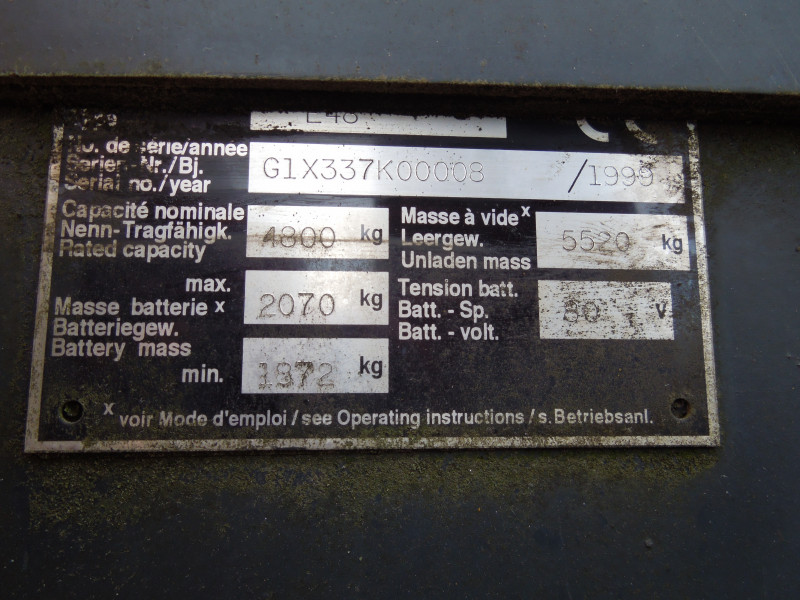 E48
CE
No. de série/année
Serien-Nr./Bj.
Serial no./year
G1X337K00008 /1999
Capacité nominale
Nenn-Tragfähigk.
Rated capacity
4800 kg
Masse à vide x
Leergew.
Unladen mass
5520 kg
max.
Masse batterie x
Batteriegew.
Battery mass
min.
2070 kg
1872 kg
Tension batt.
Batt. - Sp.
Batt. - volt.
80 V
x voir Mode d'emploi / see Operating instructions / s. Betriebsanl.